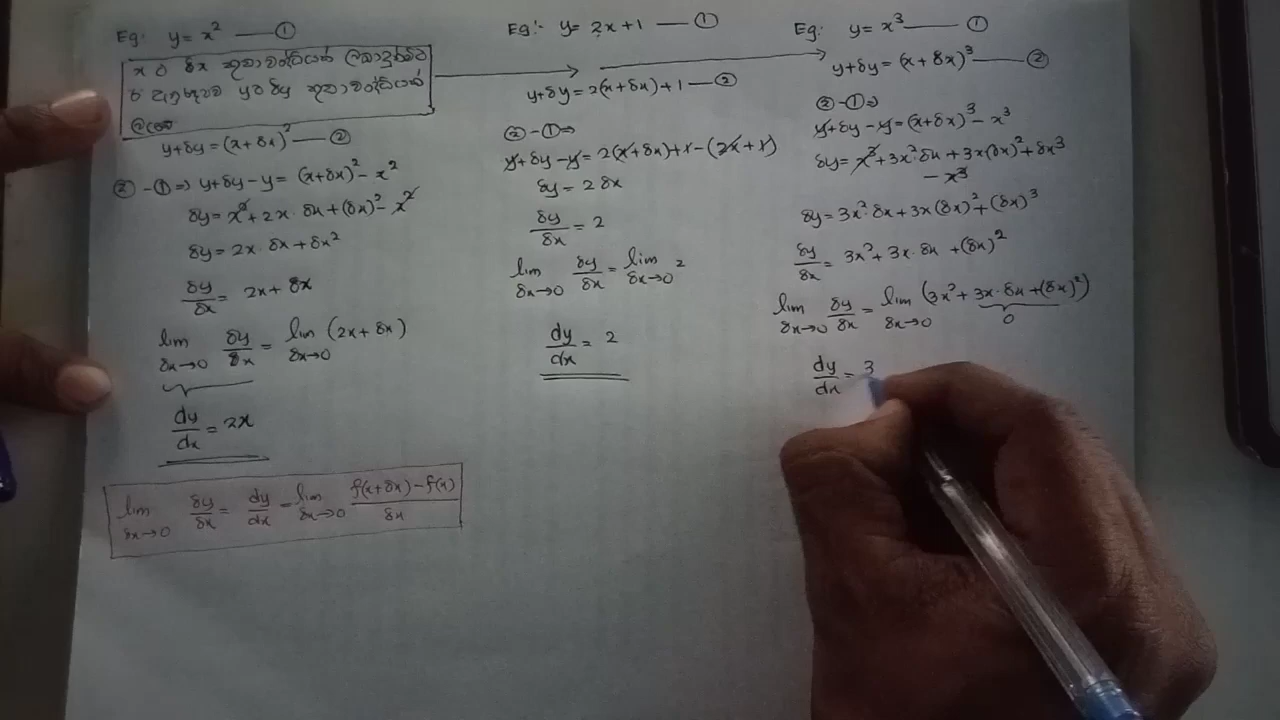 Eg: y = x² — ①
x ට δx කුඩා වෘද්ධියක්
y ට δy කුඩා වෘද්ධියක්
y+δy = (x+δx)² — ②
② - ① ⇒ y+δy-y = (x+δx)² - x²
δy = x² + 2x · δx + (δx)² - x²
δy = 2x · δx + δx²
δy/δx = 2x + δx
lim δx→0 δy/δx = lim δx→0 (2x + δx)
dy/dx = 2x
lim δx→0 δy/δx = dy/dx = lim δx→0 f(x+δx) - f(x)/δx
Eg:- y = 2x+1 — ①
y+δy = 2(x+δx)+1 — ②
② - ① ⇒
y+δy-y = 2(x+δx)+1-(2x+1)
δy = 2δx
δy/δx = 2
lim δx→0 δy/δx = lim δx→0 2
dy/dx = 2
Eg: y = x³ — ①
y+δy = (x+δx)³ — ②
② - ① ⇒
y+δy-y = (x+δx)³ - x³
δy = x³ + 3x² · δx + 3x(δx)² + δx³
- x³
δy = 3x² · δx + 3x(δx)² + (δx)³
δy/δx = 3x² + 3x · δx + (δx)²
lim δx→0 δy/δx = lim δx→0 (3x² + 3x · δx + (δx)²)
0
dy/dx = 3